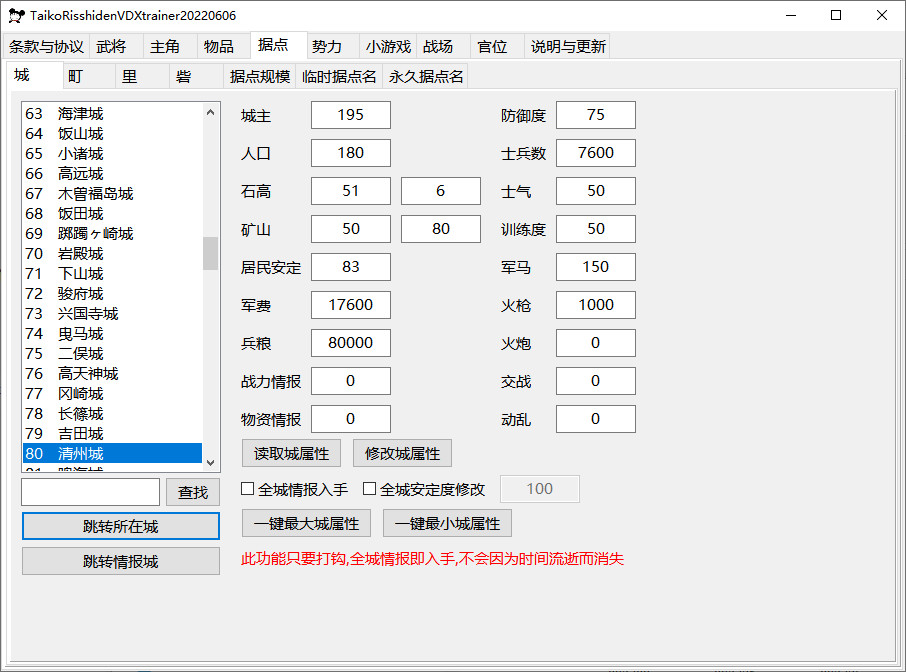 TaikoRisshidenVDXtrainer20220606
条款与协议 武将 主角 物品 据点 势力 小游戏 战场 官位 说明与更新
城 町 里 砦 据点规模 临时据点名 永久据点名
63 海津城
64 饭山城
65 小诸城
66 高远城
67 木曾福岛城
68 饭田城
69 踯躅ヶ崎城
70 岩殿城
71 下山城
72 骏府城
73 兴国寺城
74 曳马城
75 二俣城
76 高天神城
77 冈崎城
78 长篠城
79 吉田城
80 清州城
81 鸣海城
查找
跳转所在城
跳转情报城
城主 195 防御度 75
人口 180 士兵数 7600
石高 51 6 士气 50
矿山 50 80 训练度 50
居民安定 83 军马 150
军费 17600 火枪 1000
兵粮 80000 火炮 0
战力情报 0 交战 0
物资情报 0 动乱 0
读取城属性 修改城属性
全城情报入手 全城安定度修改 100
一键最大城属性 一键最小城属性
此功能只要打钩,全城情报即入手,不会因为时间流逝而消失